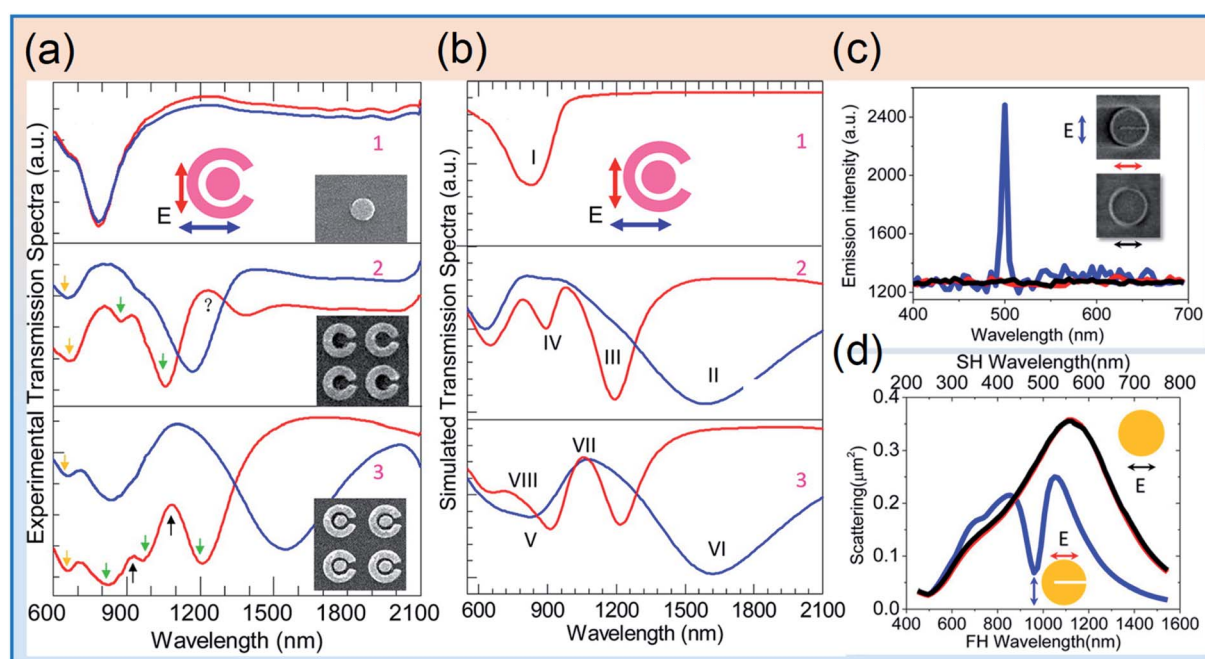 (a)
Experimental Transmission Spectra (a.u.)
1
E
2
?
3
600 900 1200 1500 1800 2100
Wavelength (nm)
(b)
Simulated Transmission Spectra (a.u.)
I
1
E
2
IV
III
II
3
VII
VIII
V
VI
600 900 1200 1500 1800 2100
Wavelength (nm)
(c)
Emission intensity (a.u.)
2400
2100
1800
1500
1200
E
400 500 600 700
Wavelength (nm)
(d)
SH Wavelength(nm)
200 300 400 500 600 700 800
Scattering(μm²)
0.4
0.3
0.2
0.1
0.0
E
E
400 600 800 1000 1200 1400 1600
FH Wavelength(nm)